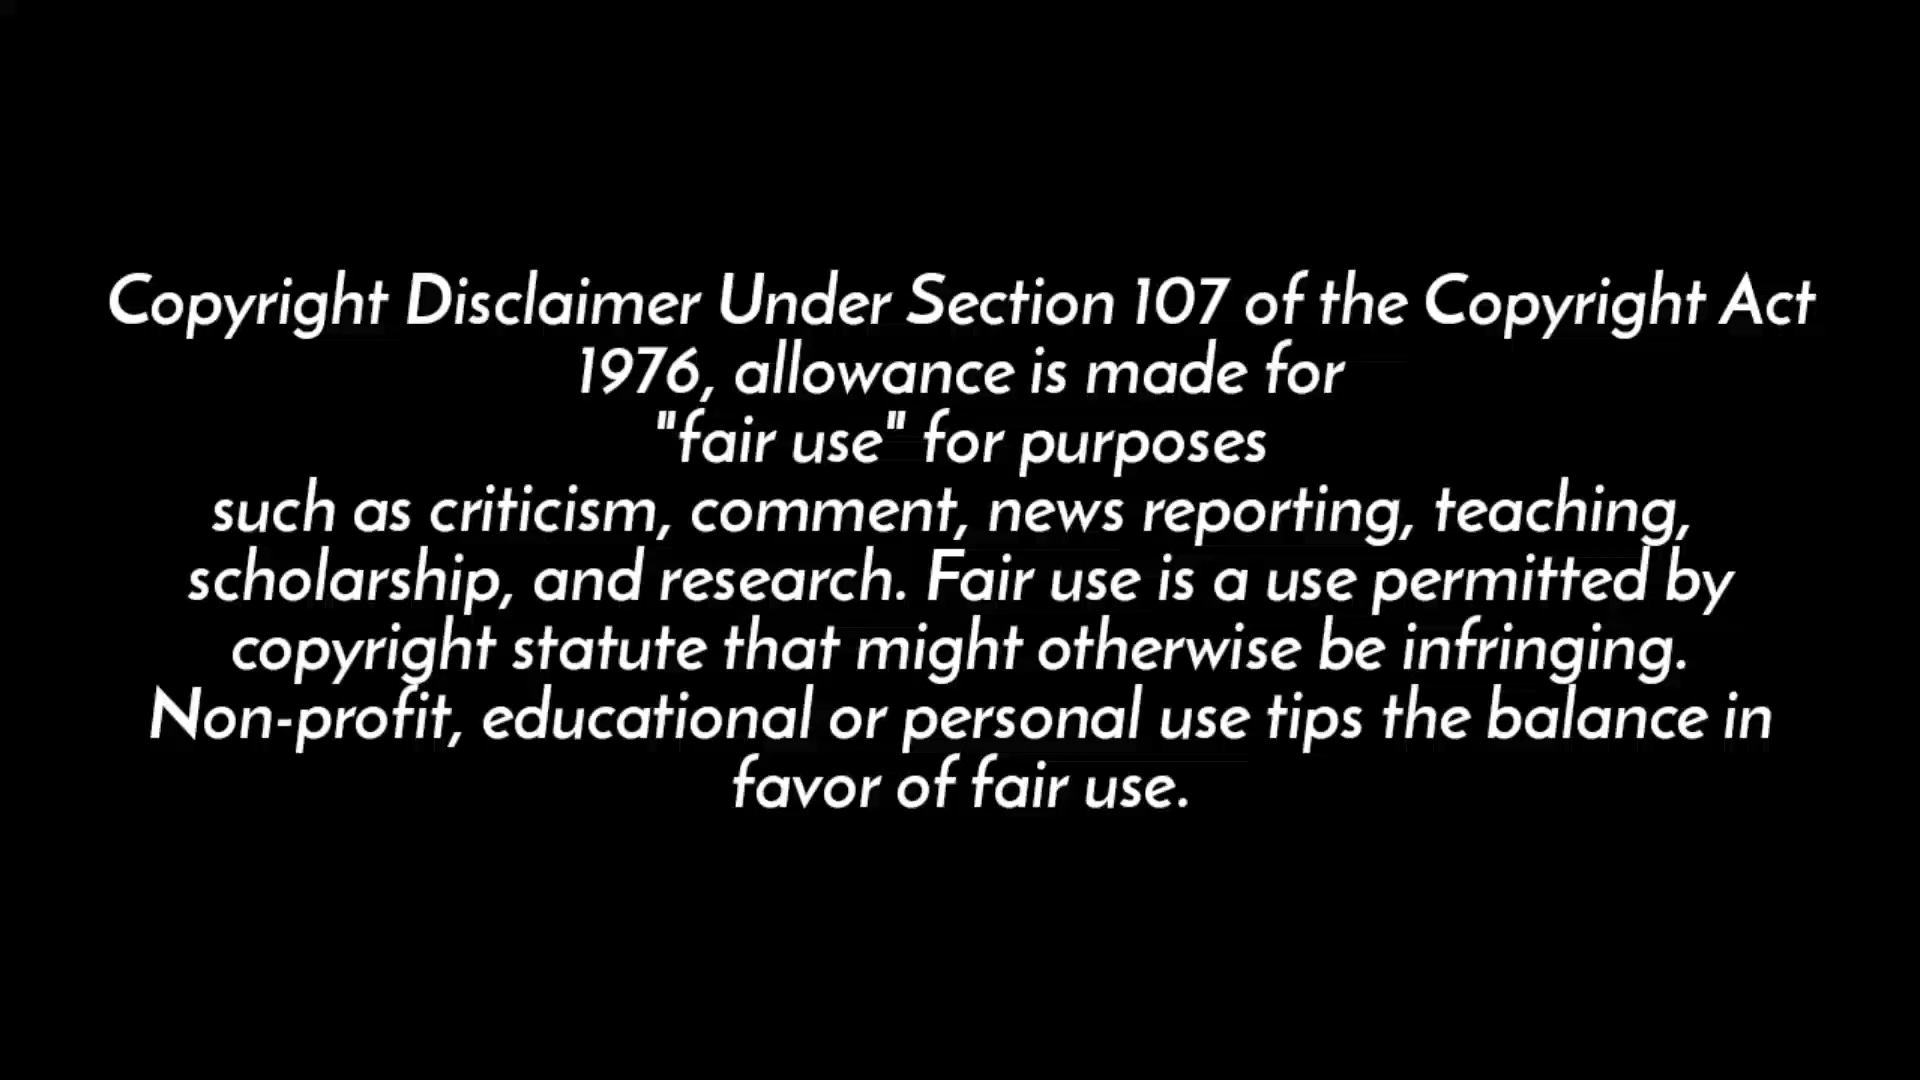 Copyright Disclaimer Under Section 107 of the Copyright Act
1976, allowance is made for
"fair use" for purposes
such as criticism, comment, news reporting, teaching,
scholarship, and research. Fair use is a use permitted by
copyright statute that might otherwise be infringing.
Non-profit, educational or personal use tips the balance in
favor of fair use.